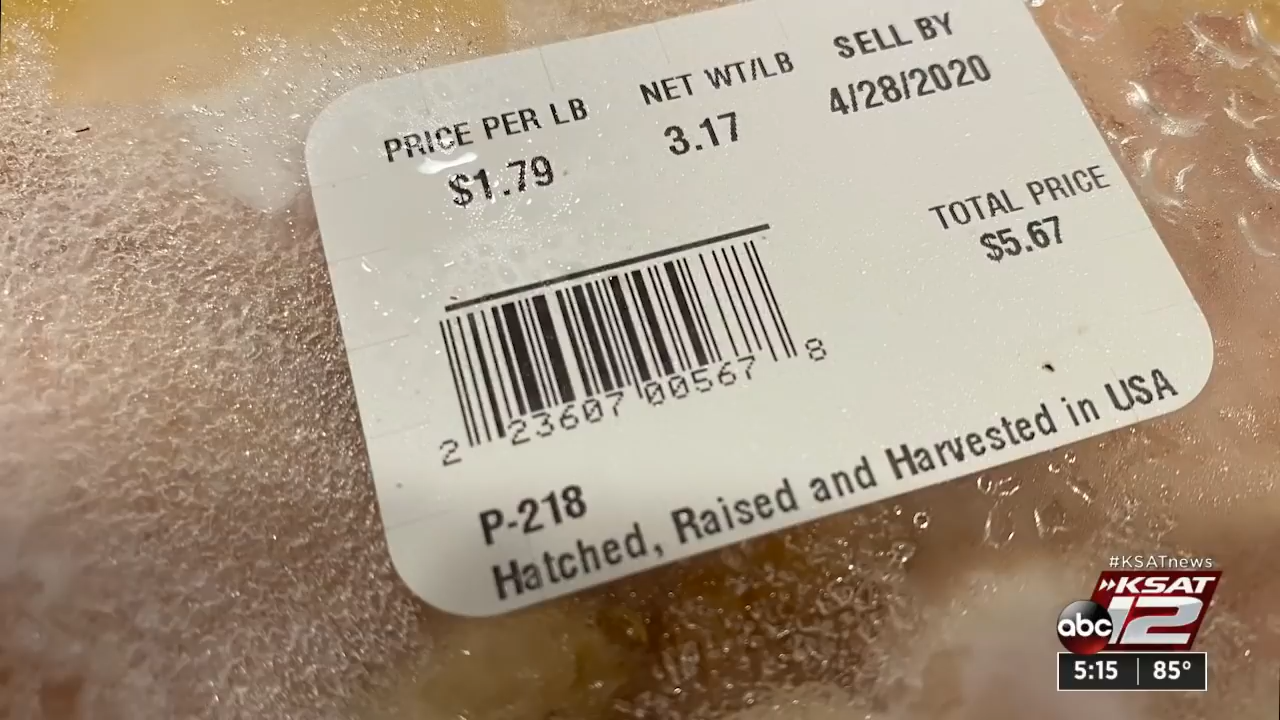 PRICE PER LB
$1.79
NET WT/LB
3.17
SELL BY
4/28/2020
TOTAL PRICE
$5.67
2 23607 00567 8
P-218
Hatched, Raised and Harvested in USA
#KSATnews
KSAT
abc 12
5:15 85°